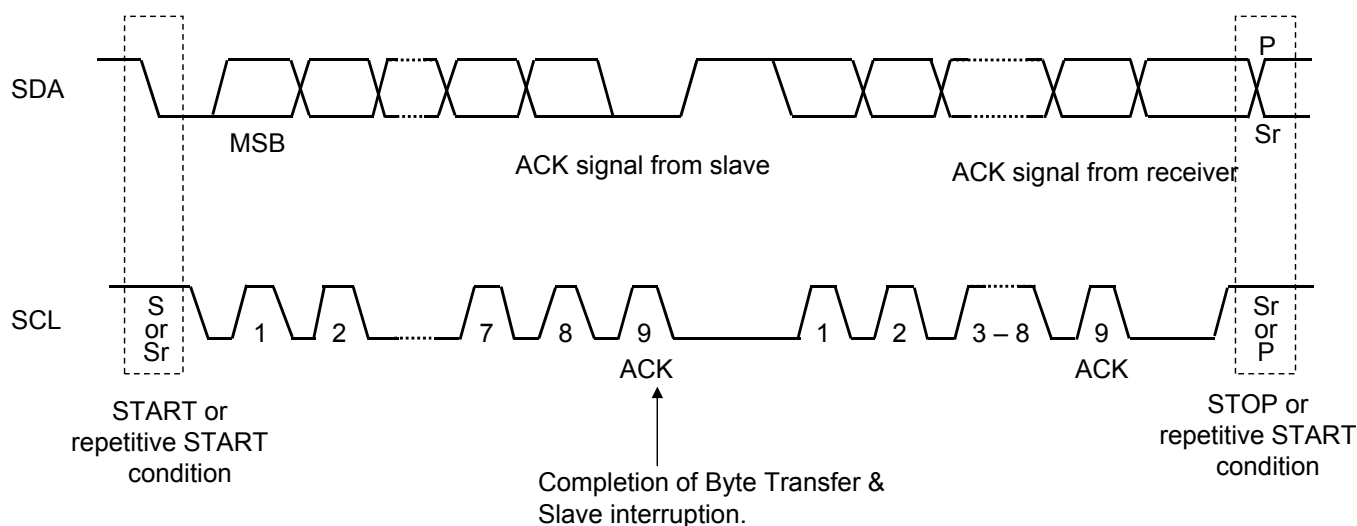 P
SDA
MSB
Sr
ACK signal from slave
ACK signal from receiver
S
or
Sr
SCL
1
2
7
8
9
1
2
3 – 8
9
Sr
or
P
ACK
ACK
START or
repetitive START
condition
STOP or
repetitive START
condition
Completion of Byte Transfer &
Slave interruption.